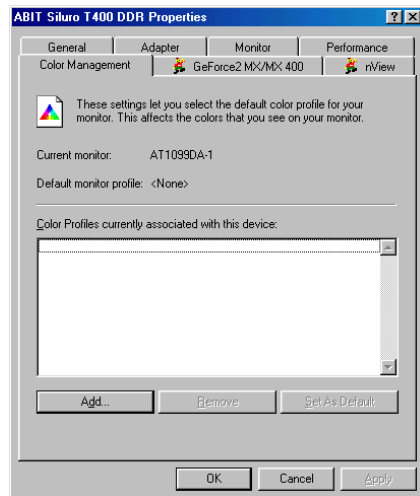 ABIT Siluro T400 DDR Properties
General Adapter Monitor Performance
Color Management GeForce2 MX/MX 400 nView
These settings let you select the default color profile for your
monitor. This affects the colors that you see on your monitor.
Current monitor: AT1099DA-1
Default monitor profile: <None>
Color Profiles currently associated with this device:
Add... Remove Set As Default
OK Cancel Apply